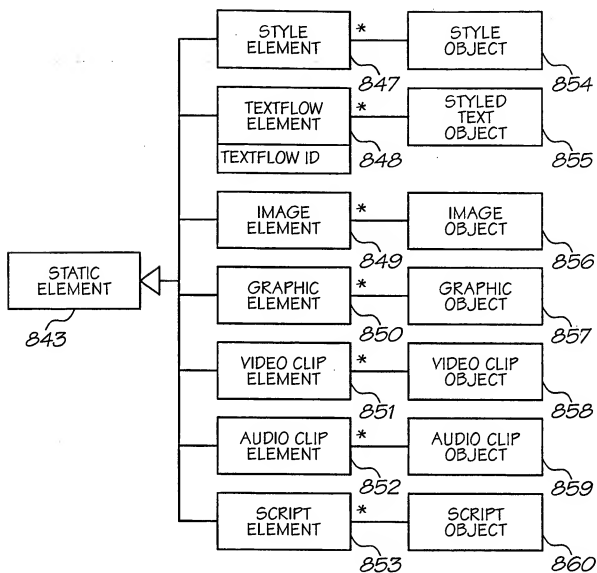 STYLE
ELEMENT
*
STYLE
OBJECT
847
854
TEXTFLOW
ELEMENT
TEXTFLOW ID
*
STYLED
TEXT
OBJECT
848
855
IMAGE
ELEMENT
*
IMAGE
OBJECT
849
856
STATIC
ELEMENT
843
GRAPHIC
ELEMENT
*
GRAPHIC
OBJECT
850
857
VIDEO CLIP
ELEMENT
*
VIDEO CLIP
OBJECT
851
858
AUDIO CLIP
ELEMENT
*
AUDIO CLIP
OBJECT
852
859
SCRIPT
ELEMENT
*
SCRIPT
OBJECT
853
860